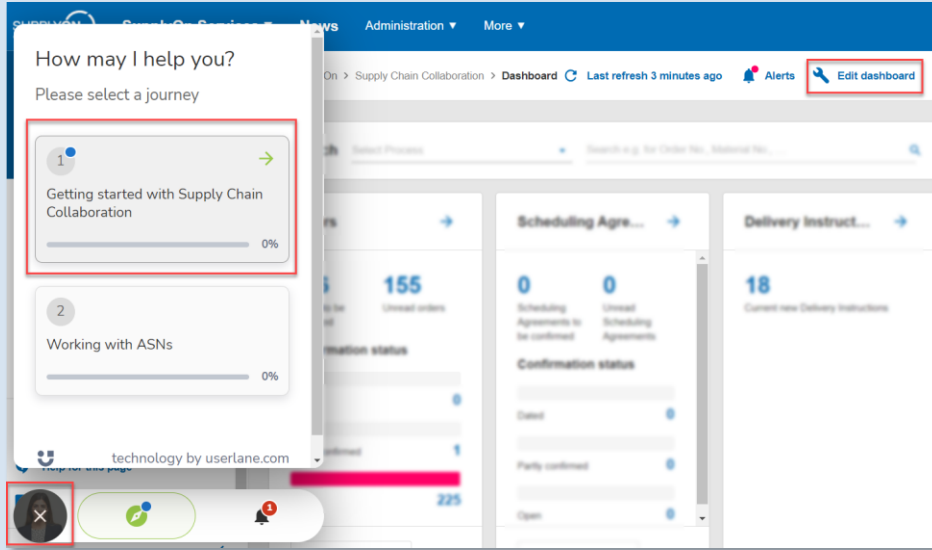 SupplyOn Services ▼ News Administration ▼ More ▼
How may I help you?
Please select a journey
1
Getting started with Supply Chain
Collaboration
0%
2
Working with ASNs
0%
technology by userlane.com
Help for this page
1
On > Supply Chain Collaboration > Dashboard Last refresh 3 minutes ago Alerts Edit dashboard
Select Process
Search e.g. for Order No., Material No., ...
155
Unread orders
0
1
225
Scheduling Agre...
0 0
Scheduling
Agreements to
be confirmed
Unread
Scheduling
Agreements
Confirmation status
Dated 0
Partly confirmed 0
Open 0
Delivery Instruct...
18
Current new Delivery Instructions